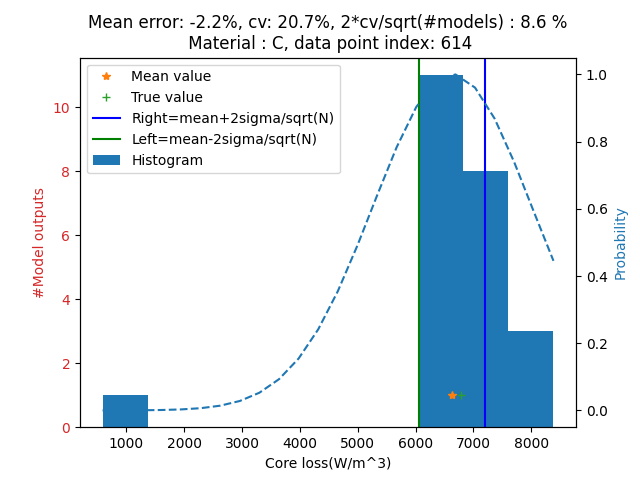 Mean error: -2.2%, cv: 20.7%, 2*cv/sqrt(#models) : 8.6 %
Material : C, data point index: 614
Mean value
True value
Right=mean+2sigma/sqrt(N)
Left=mean-2sigma/sqrt(N)
Histogram
#Model outputs
0
2
4
6
8
10
Probability
0.0
0.2
0.4
0.6
0.8
1.0
1000 2000 3000 4000 5000 6000 7000 8000
Core loss(W/m^3)